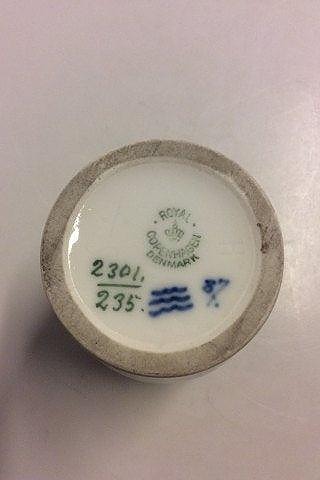 ROYAL
COPENHAGEN
DENMARK
2301.
235.